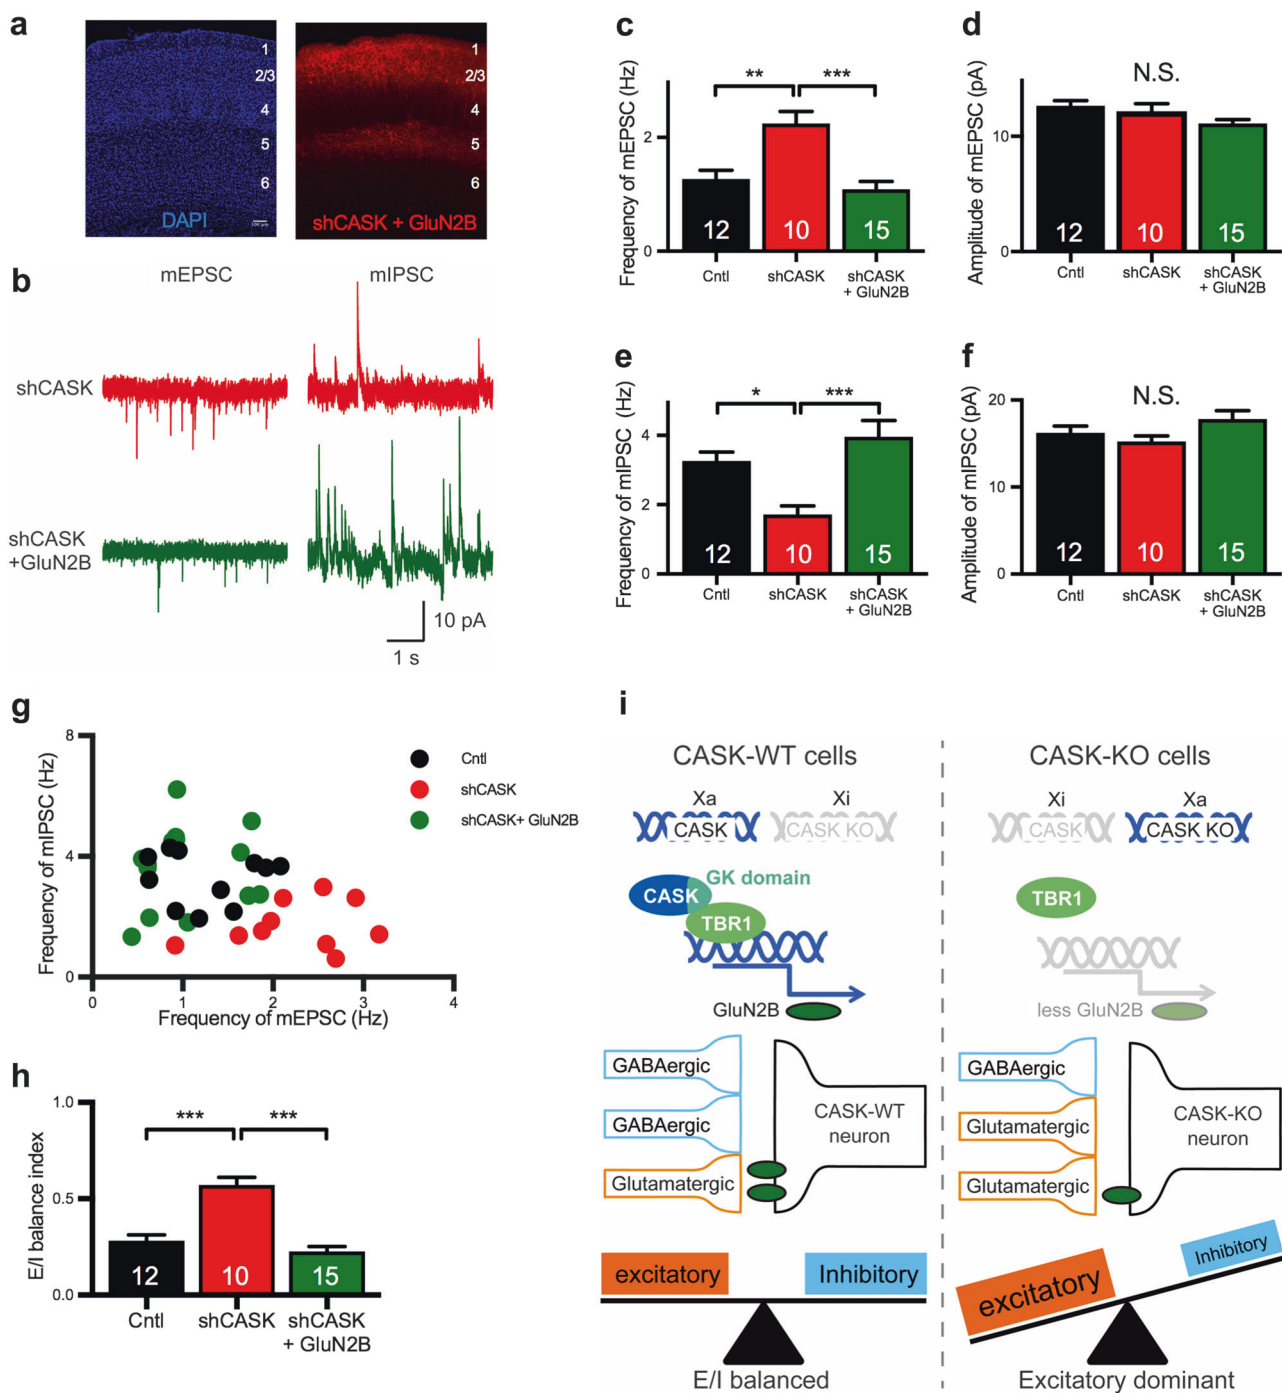 a
1
2/3
4
5
6
DAPI
100 µm
1
2/3
4
5
6
shCASK + GluN2B
b
mEPSC
mIPSC
shCASK
shCASK
+GluN2B
10 pA
1 s
c
Frequency of mEPSC (Hz)
2
0
**
***
12
10
15
Cntl
shCASK
shCASK
+ GluN2B
d
Amplitude of mEPSC (pA)
10
0
N.S.
12
10
15
Cntl
shCASK
shCASK
+ GluN2B
e
Frequency of mIPSC (Hz)
4
2
0
*
***
12
10
15
Cntl
shCASK
shCASK
+ GluN2B
f
Amplitude of mIPSC (pA)
20
10
0
N.S.
12
10
15
Cntl
shCASK
shCASK
+ GluN2B
g
Frequency of mIPSC (Hz)
8
4
0
0
1
2
3
4
Frequency of mEPSC (Hz)
Cntl
shCASK
shCASK+ GluN2B
h
E/I balance index
1.0
0.5
0.0
***
***
12
10
15
Cntl
shCASK
shCASK
+ GluN2B
i
CASK-WT cells
Xa
Xi
CASK
CASK KO
CASK
GK domain
TBR1
GluN2B
GABAergic
GABAergic
Glutamatergic
CASK-WT
neuron
excitatory
Inhibitory
E/I balanced
CASK-KO cells
Xi
Xa
CASK
CASK KO
TBR1
less GluN2B
GABAergic
Glutamatergic
Glutamatergic
CASK-KO
neuron
excitatory
Inhibitory
Excitatory dominant